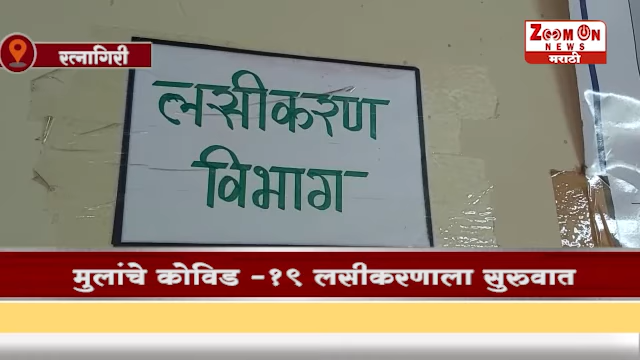 रत्नागिरी
ZOOM ON
NEWS
मराठी
लसीकरण
विभाग
मुलांचे कोविड -१९ लसीकरणाला सुरुवात